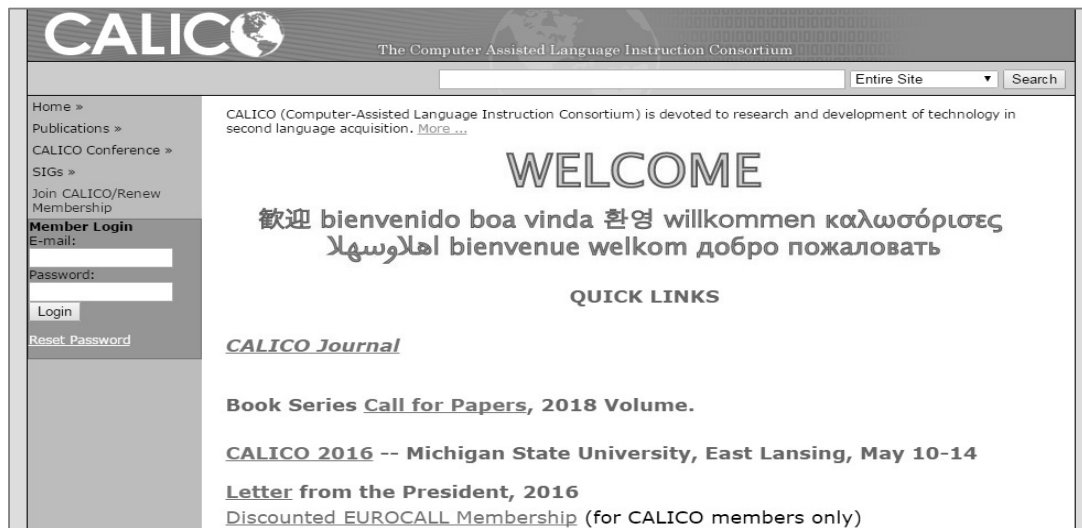 CALICO
The Computer Assisted Language Instruction Consortium
Entire Site
Search
Home »
Publications »
CALICO Conference »
SIGs »
Join CALICO/Renew
Membership
Member Login
E-mail:
Password:
Login
Reset Password
CALICO (Computer-Assisted Language Instruction Consortium) is devoted to research and development of technology in
second language acquisition. More ...
WELCOME
歓迎 bienvenido boa vinda 환영 willkommen καλωσόρισες
اهلاوسهلا bienvenue welkom добро пожаловать
QUICK LINKS
CALICO Journal
Book Series Call for Papers, 2018 Volume.
CALICO 2016 -- Michigan State University, East Lansing, May 10-14
Letter from the President, 2016
Discounted EUROCALL Membership (for CALICO members only)